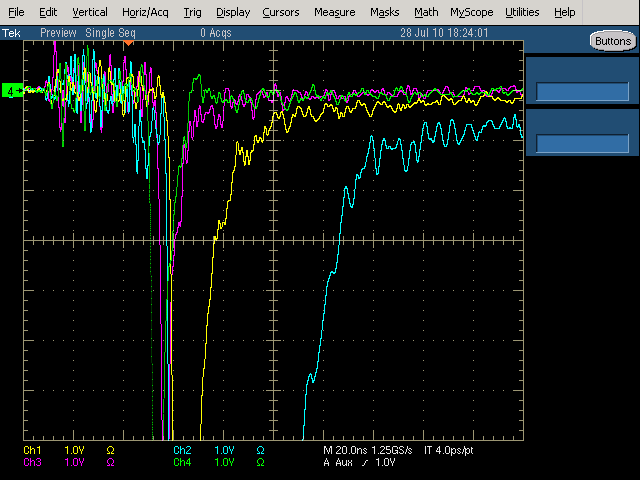 File Edit Vertical Horiz/Acq Trig Display Cursors Measure Masks Math MyScope Utilities Help
Tek Preview Single Seq 0 Acqs 28 Jul 10 18:24:01
Buttons
4
Ch1 1.0V Ω Ch2 1.0V Ω M 20.0ns 1.25GS/s IT 4.0ps/pt
Ch3 1.0V Ω Ch4 1.0V Ω A Aux ∕ 1.0V